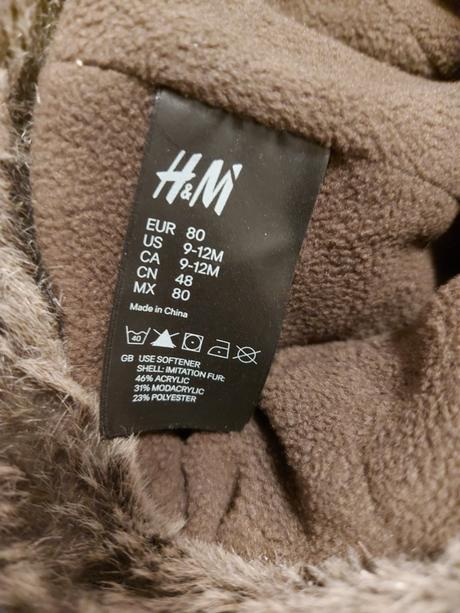 H&M
EUR 80
US 9-12M
CA 9-12M
CN 48
MX 80
Made in China
40
GB USE SOFTENER
SHELL: IMITATION FUR:
46% ACRYLIC
31% MODACRYLIC
23% POLYESTER